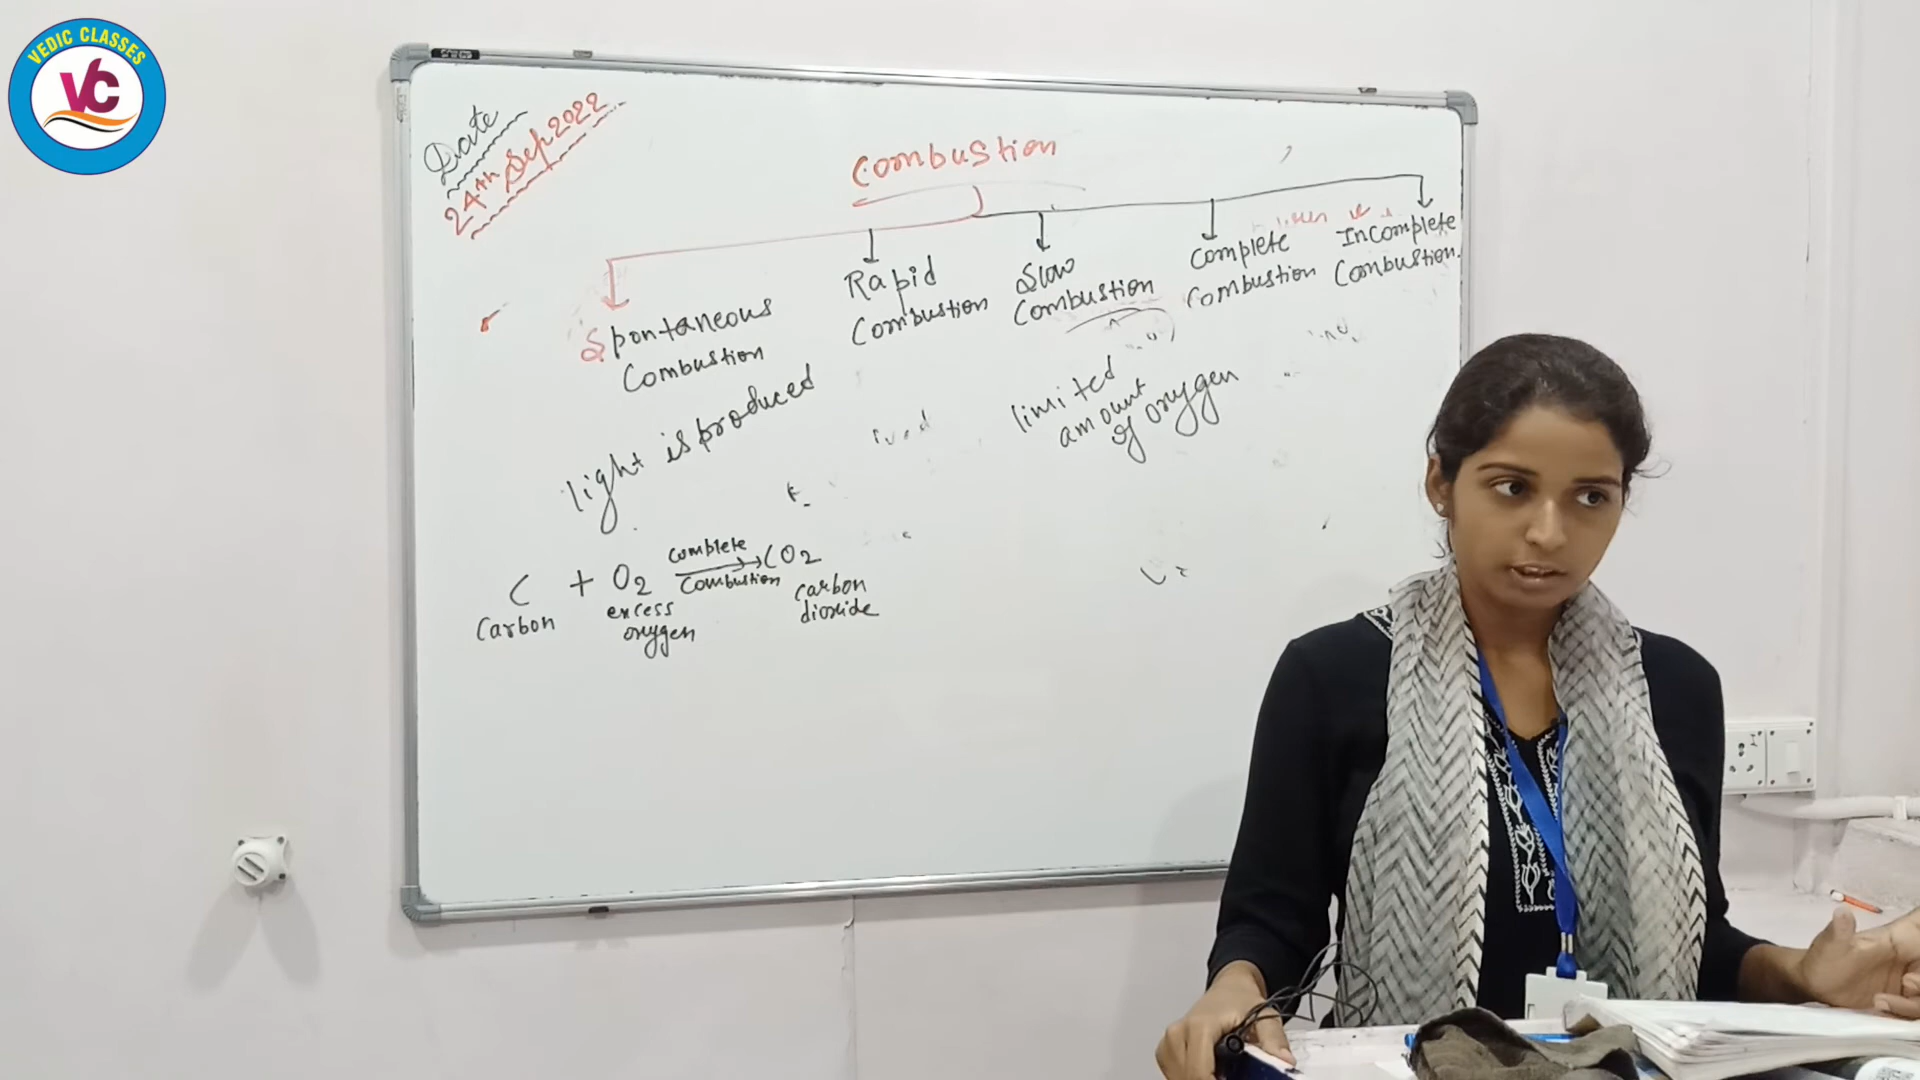 VEDIC CLASSES
VC
Date
24th Sep 2022
Combustion
Spontaneous
Combustion
Rapid
Combustion
Slow
Combustion
Complete
Combustion
Incomplete
Combustion.
light is produced
limited
amount
of oxygen
C + O2 complete combustion → CO2
Carbon
excess
oxygen
carbon
dioxide